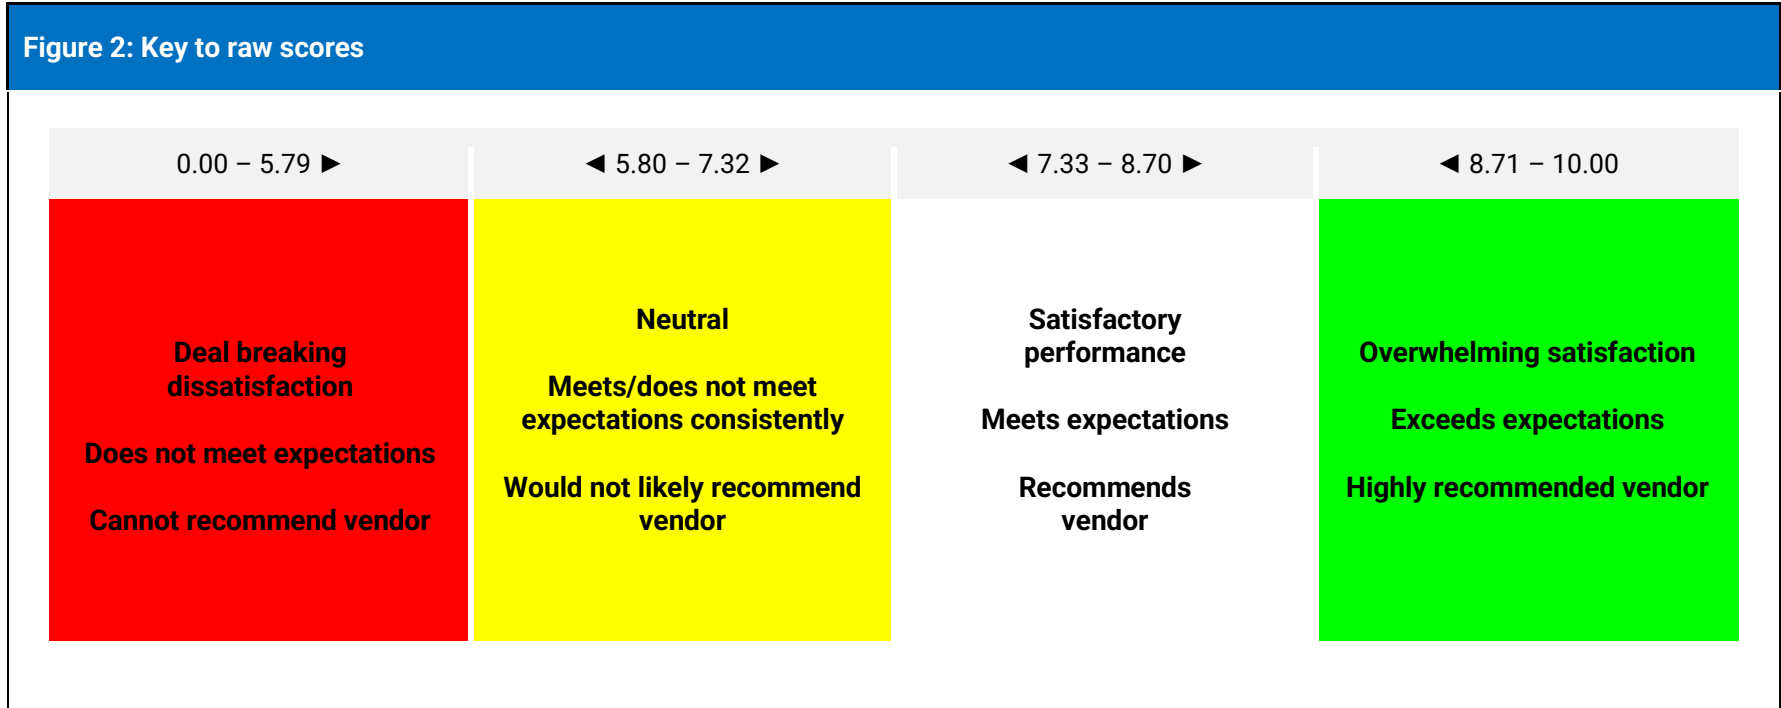 Figure 2: Key to raw scores
0.00 – 5.79 ►
◄ 5.80 – 7.32 ►
◄ 7.33 – 8.70 ►
◄ 8.71 – 10.00
Deal breaking
dissatisfaction
Does not meet expectations
Cannot recommend vendor
Neutral
Meets/does not meet
expectations consistently
Would not likely recommend
vendor
Satisfactory
performance
Meets expectations
Recommends
vendor
Overwhelming satisfaction
Exceeds expectations
Highly recommended vendor